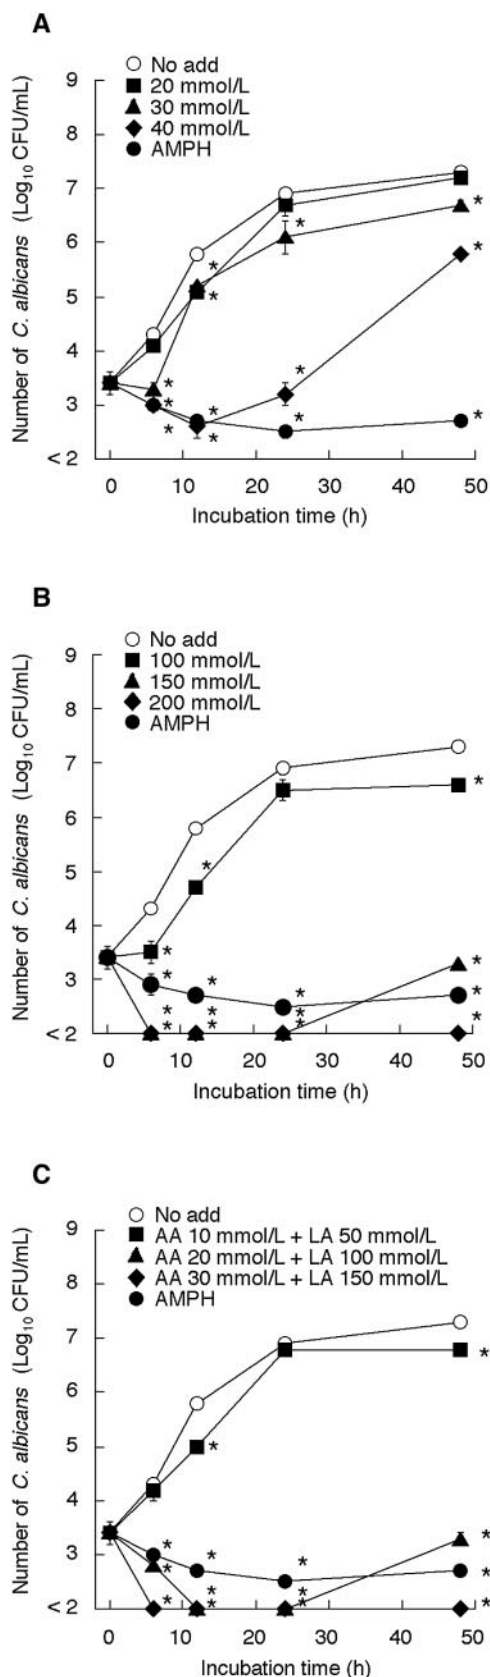 A
No add
20 mmol/L
30 mmol/L
40 mmol/L
AMPH
Number of C. albicans (Log10 CFU/mL)
9
8
7
6
5
4
3
< 2
* * * * * * * * * * * *
0 10 20 30 40 50
Incubation time (h)
B
No add
100 mmol/L
150 mmol/L
200 mmol/L
AMPH
Number of C. albicans (Log10 CFU/mL)
9
8
7
6
5
4
3
< 2
* * * * * * * * * * * * * * *
0 10 20 30 40 50
Incubation time (h)
C
No add
AA 10 mmol/L + LA 50 mmol/L
AA 20 mmol/L + LA 100 mmol/L
AA 30 mmol/L + LA 150 mmol/L
AMPH
Number of C. albicans (Log10 CFU/mL)
9
8
7
6
5
4
3
< 2
* * * * * * * * * * * * * *
0 10 20 30 40 50
Incubation time (h)